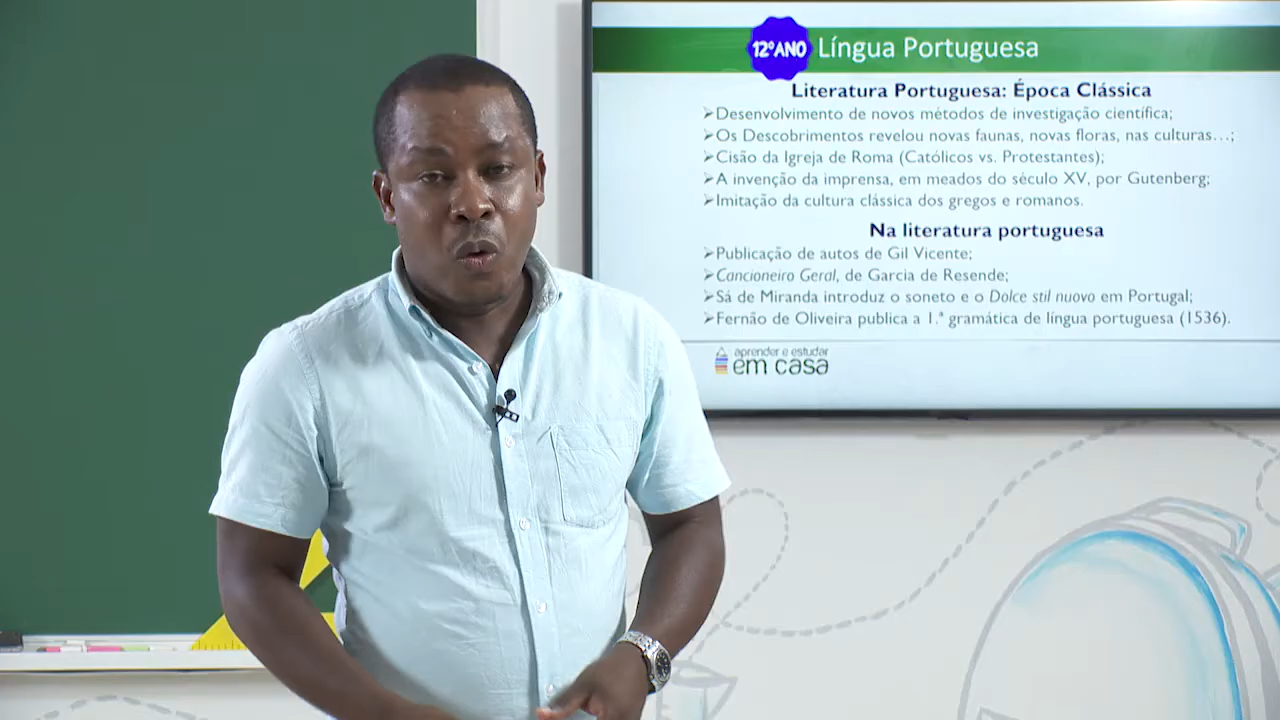 12ºANO Língua Portuguesa
Literatura Portuguesa: Época Clássica
➢Desenvolvimento de novos métodos de investigação científica;
➢Os Descobrimentos revelou novas faunas, novas floras, nas culturas…;
➢Cisão da Igreja de Roma (Católicos vs. Protestantes);
➢A invenção da imprensa, em meados do século XV, por Gutenberg;
➢Imitação da cultura clássica dos gregos e romanos.
Na literatura portuguesa
➢Publicação de autos de Gil Vicente;
➢Cancioneiro Geral, de Garcia de Resende;
➢Sá de Miranda introduz o soneto e o Dolce stil nuovo em Portugal;
➢Fernão de Oliveira publica a 1.ª gramática de língua portuguesa (1536).
aprender e estudar
em casa